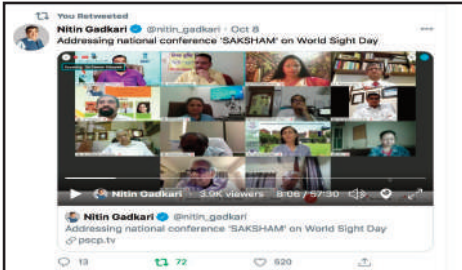 You Retweeted
Nitin Gadkari @nitin_gadkari · Oct 8
Addressing national conference 'SAKSHAM' on World Sight Day
Nitin Gadkari · 3.9K viewers 8:06 / 57:30
Nitin Gadkari @nitin_gadkari
Addressing national conference 'SAKSHAM' on World Sight Day
pscp.tv
13 72 520